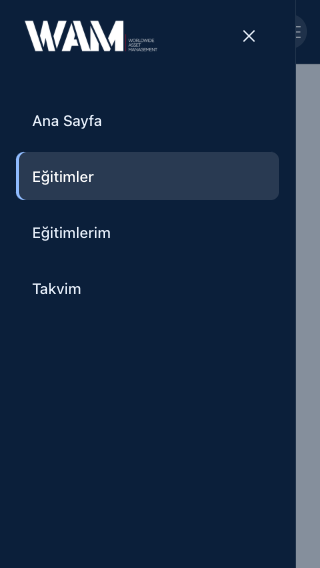 WAM
WORLDWIDE
ASSET
MANAGEMENT
Ana Sayfa
Eğitimler
Eğitimlerim
Takvim